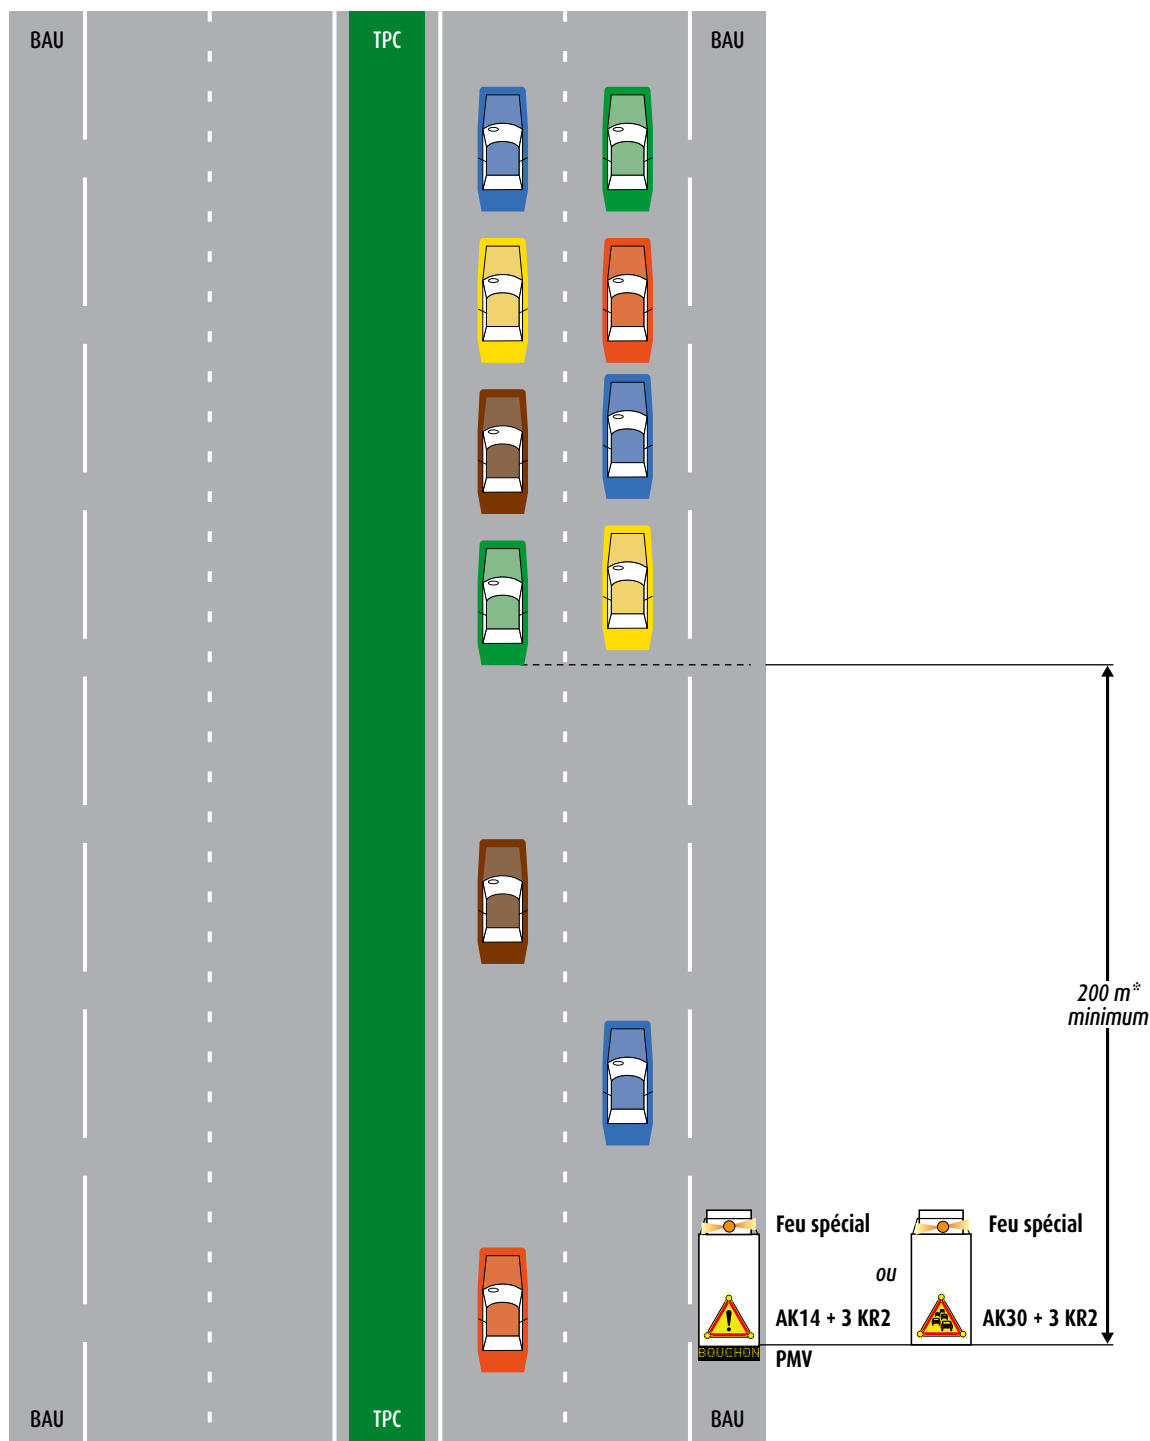 BAU
TPC
BAU
200 m*
minimum
Feu spécial
Feu spécial
ou
AK14 + 3 KR2
AK30 + 3 KR2
BOUCHON
PMV
BAU
TPC
BAU